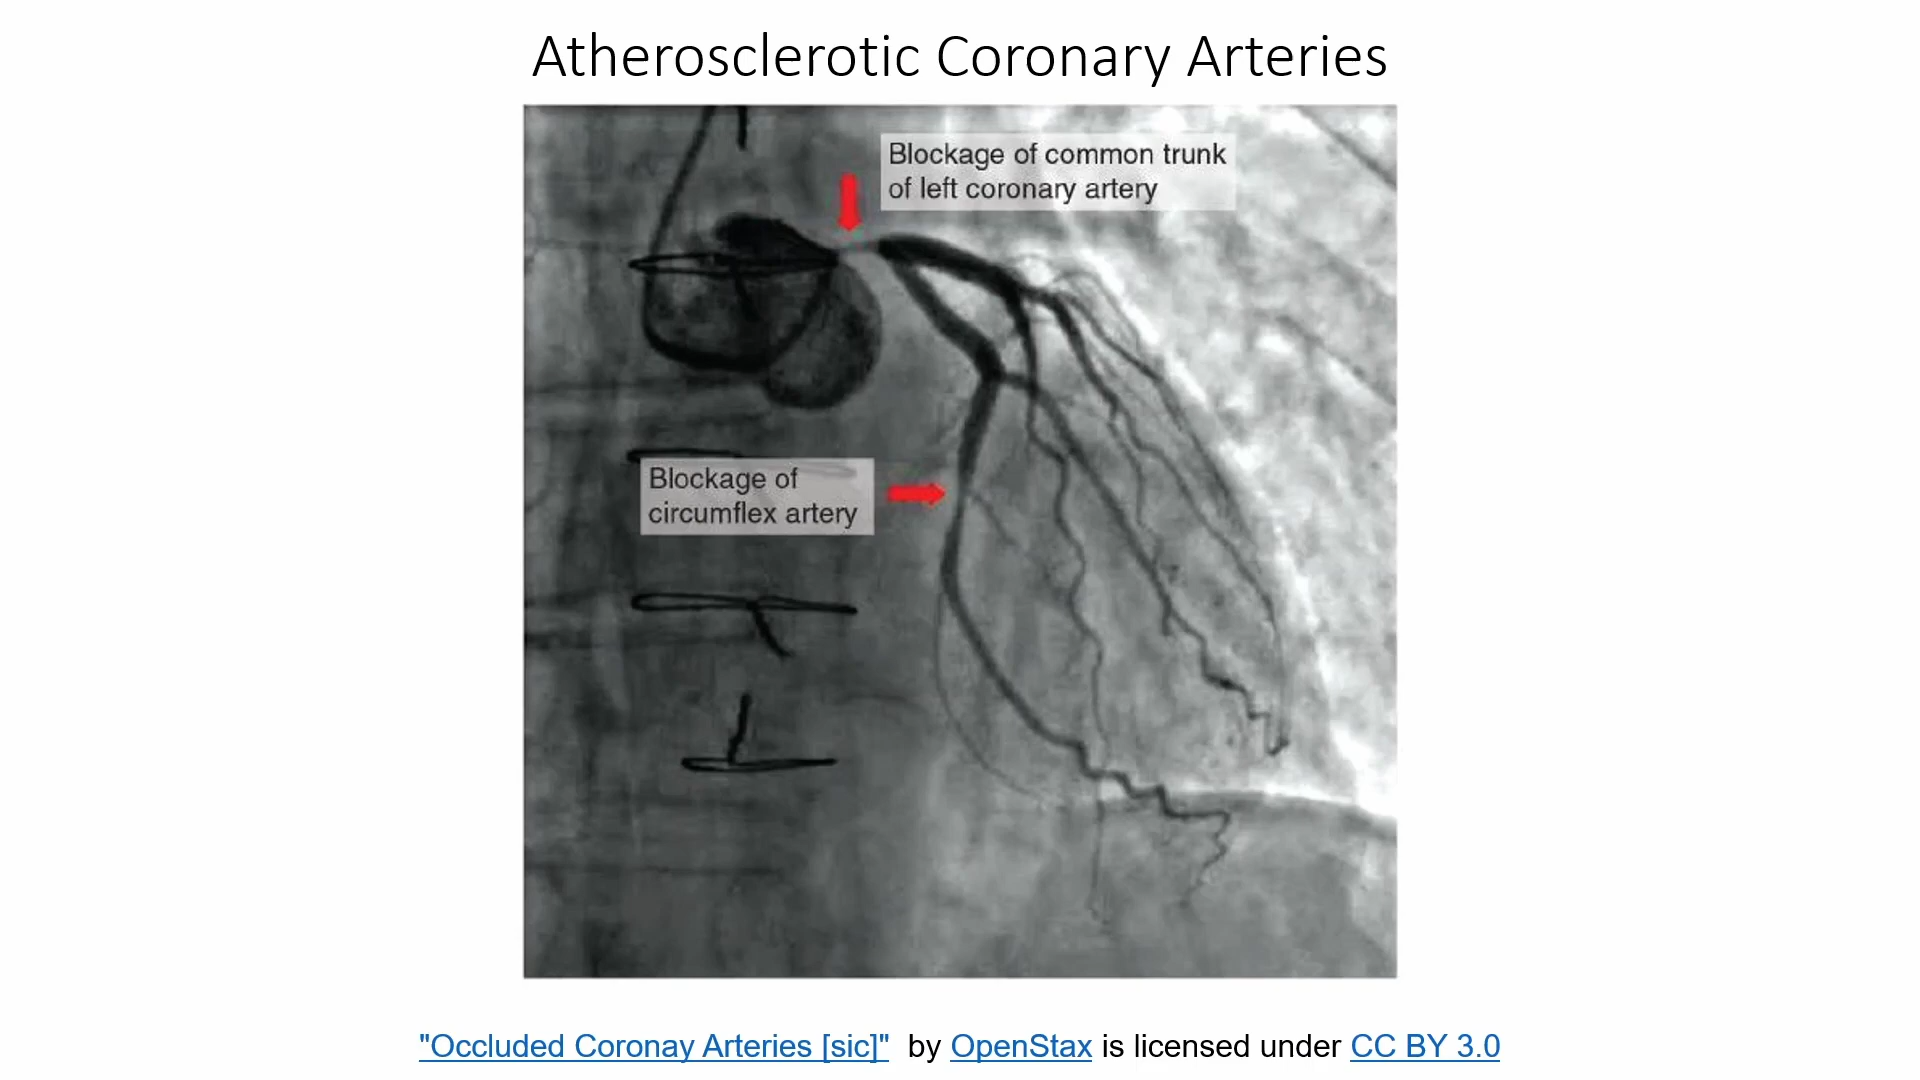 Atherosclerotic Coronary Arteries
Blockage of common trunk
of left coronary artery
Blockage of
circumflex artery
"Occluded Coronay Arteries [sic]" by OpenStax is licensed under CC BY 3.0